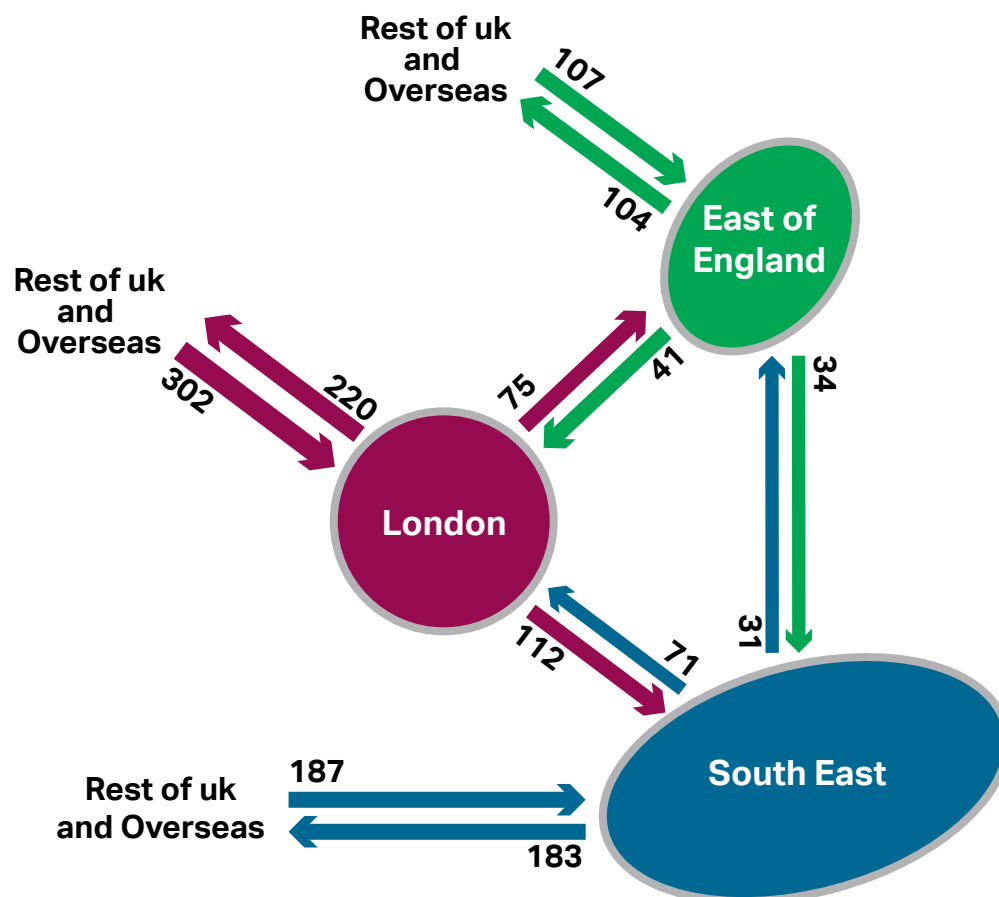 Rest of uk
and
Overseas
107
104
East of
England
Rest of uk
and
Overseas
302
220
75
41
34
London
112
71
31
South East
187
Rest of uk
and Overseas
183